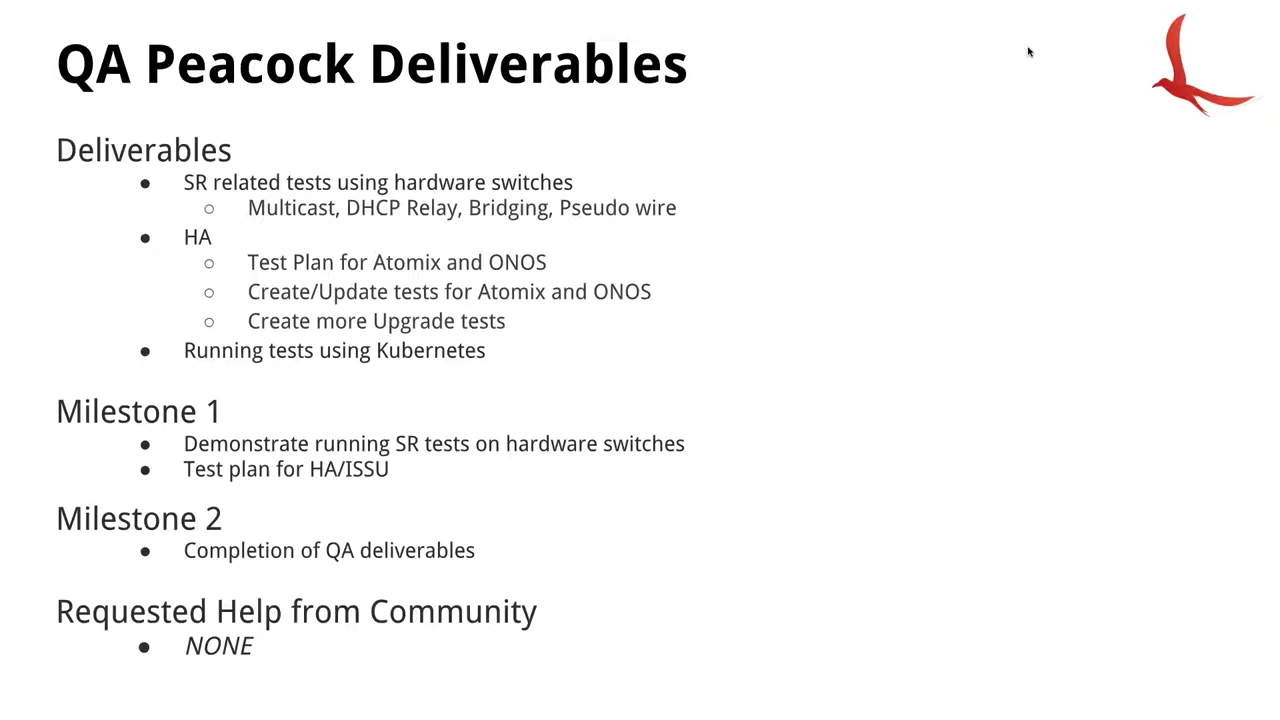 QA Peacock Deliverables
Deliverables
● SR related tests using hardware switches
○ Multicast, DHCP Relay, Bridging, Pseudo wire
● HA
○ Test Plan for Atomix and ONOS
○ Create/Update tests for Atomix and ONOS
○ Create more Upgrade tests
● Running tests using Kubernetes
Milestone 1
● Demonstrate running SR tests on hardware switches
● Test plan for HA/ISSU
Milestone 2
● Completion of QA deliverables
Requested Help from Community
● NONE